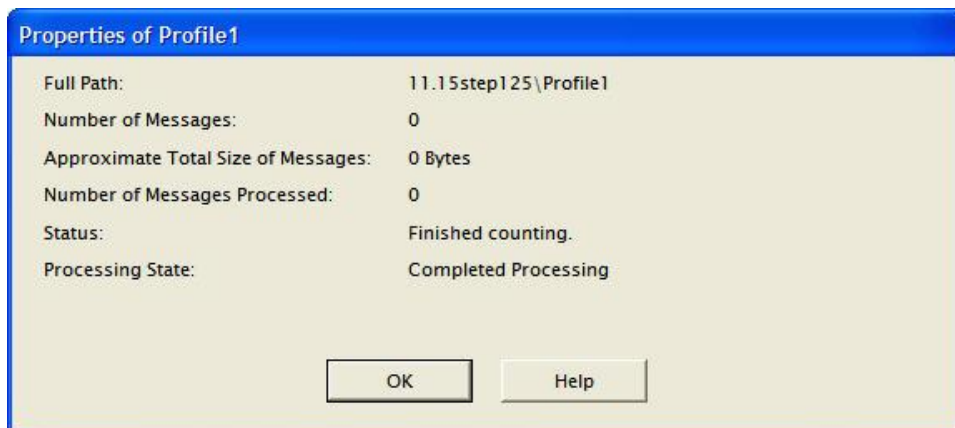 Properties of Profile1
Full Path: 11.15step125\Profile1
Number of Messages: 0
Approximate Total Size of Messages: 0 Bytes
Number of Messages Processed: 0
Status: Finished counting.
Processing State: Completed Processing
OK Help